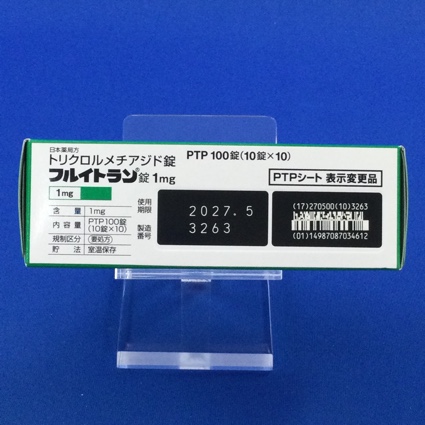 日本薬局方
トリクロルメチアジド錠 PTP 100錠(10錠×10)
フルイトラン®錠1mg
PTPシート 表示変更品
1mg
含量 1mg
内容量 PTP100錠(10錠×10)
規制区分 (要処方)
貯法 室温保存
使用期限 2027.5
製造番号 3263
(17)270500(10)3263
(01)14987087034612